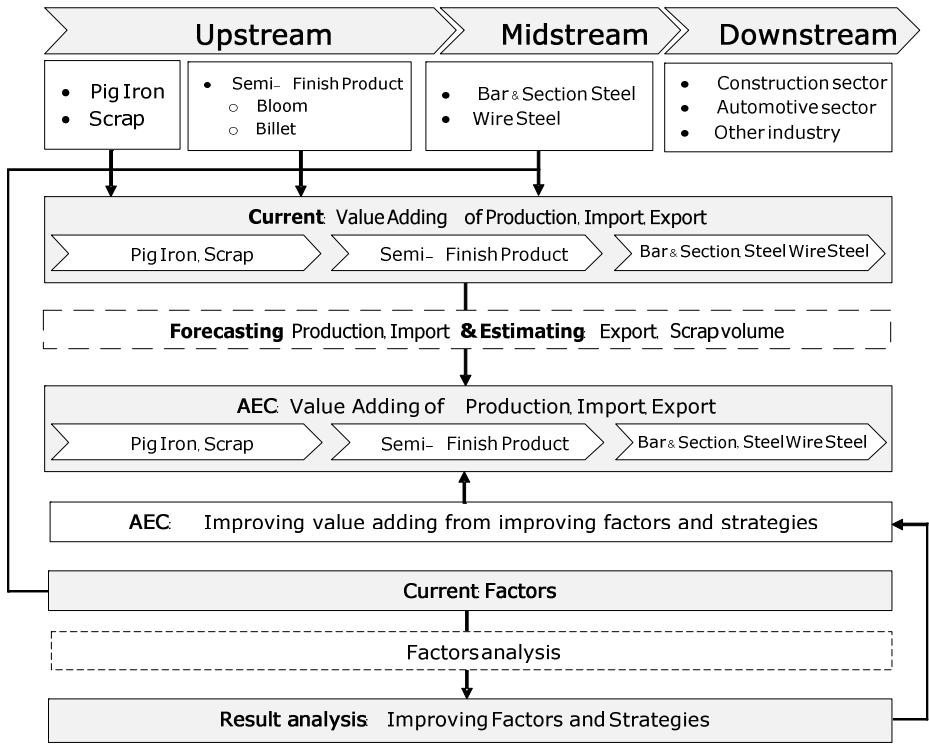 Upstream
Midstream
Downstream
• Pig Iron
• Scrap
• Semi- Finish Product
o Bloom
o Billet
• Bar & Section Steel
• Wire Steel
• Construction sector
• Automotive sector
• Other industry
Current: Value Adding of Production, Import, Export
Pig Iron, Scrap
Semi- Finish Product
Bar & Section, Steel Wire Steel
Forecasting Production, Import & Estimating: Export, Scrap volume
AEC: Value Adding of Production, Import, Export
Pig Iron, Scrap
Semi- Finish Product
Bar & Section, Steel Wire Steel
AEC: Improving value adding from improving factors and strategies
Current Factors
Factors analysis
Result analysis: Improving Factors and Strategies